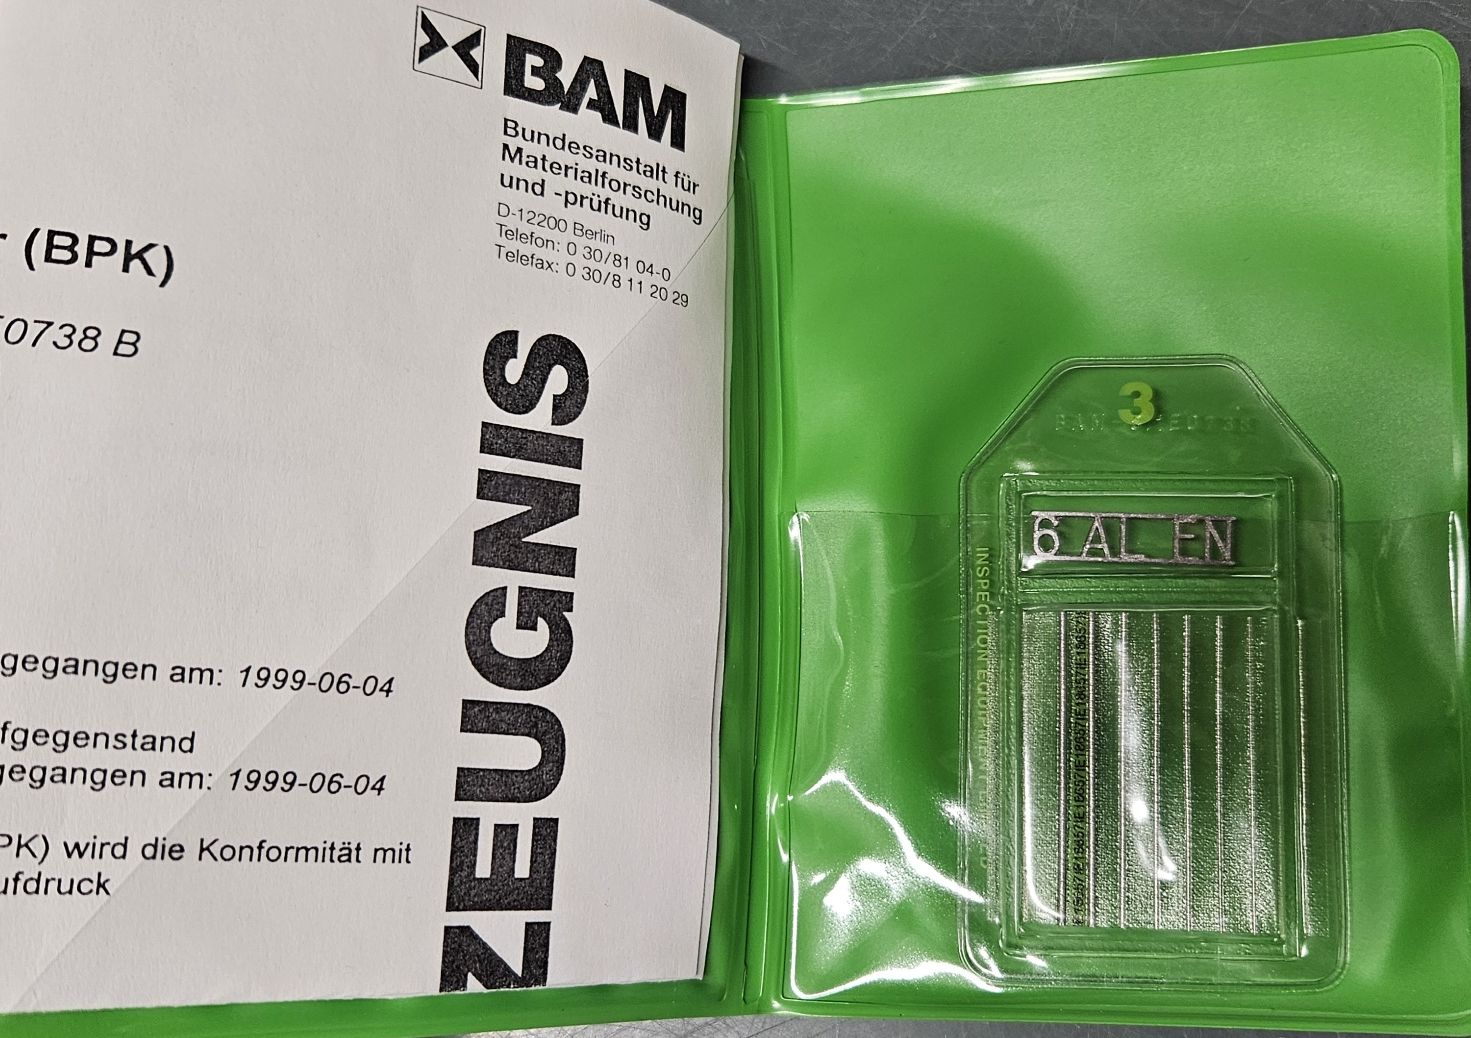 BAM
Bundesanstalt für
Materialforschung
und -prüfung
D-12200 Berlin
Telefon: 0 30/81 04-0
Telefax: 0 30/8 11 20 29
(BPK)
0738 B
ZEUGNIS
gegangen am: 1999-06-04
fgegenstand
gegangen am: 1999-06-04
PK) wird die Konformität mit
ufdruck
3
6 AL EN
INSPECTION EQUIPMENT